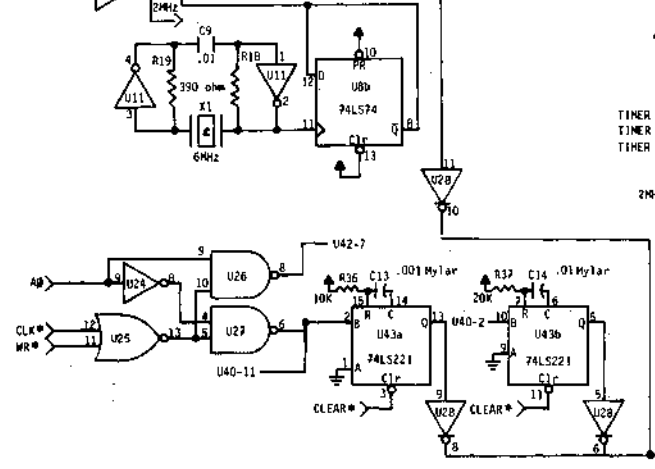 2MHz
4
U11
3
R19
C9
.01
390 ohm
X1
6MHz
R18
1
U11
2
10
PR
12
D
U8b
74LS74
11
Q
8
Clr
13
11
U28
10
TIMER
TIMER
TIMER
A0
9
U24
8
9
10
U26
8
U42-7
CLK*
12
WR*
11
U25
13
4
5
U27
6
U40-11
R36
10K
C13
.001 Mylar
15
R
C
14
2
B
U43a
Q
13
1
A
74LS221
Clr
3
CLEAR*
9
U28
8
R37
20K
C14
.01 Mylar
7
R
C
6
U40-2
10
B
U43b
Q
9
A
74LS221
Clr
11
CLEAR*
5
U28
6